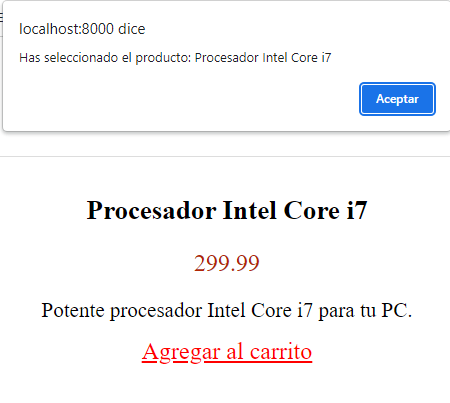 localhost:8000 dice
Has seleccionado el producto: Procesador Intel Core i7
Aceptar
Procesador Intel Core i7
299.99
Potente procesador Intel Core i7 para tu PC.
Agregar al carrito